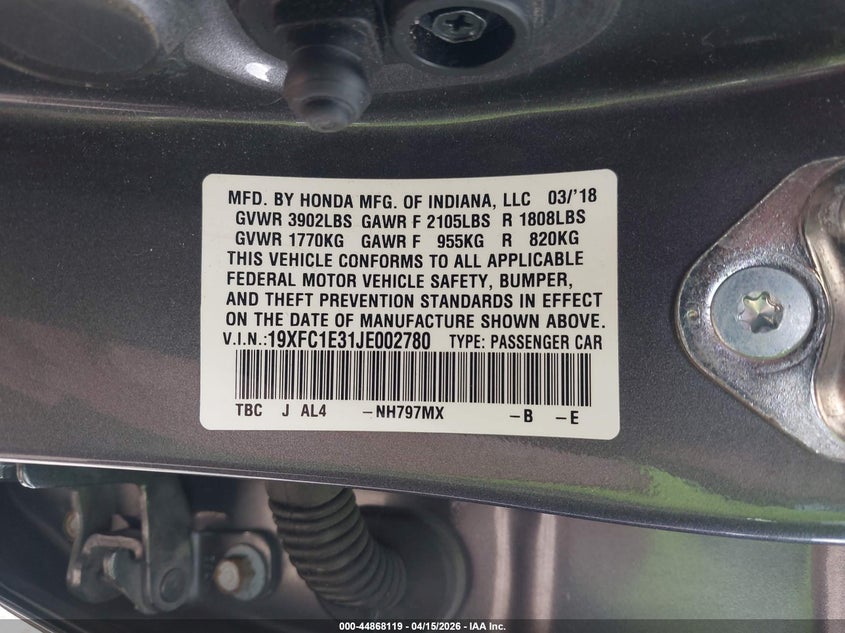 MFD. BY HONDA MFG. OF INDIANA, LLC 03/'18
GVWR 3902LBS GAWR F 2105LBS R 1808LBS
GVWR 1770KG GAWR F 955KG R 820KG
THIS VEHICLE CONFORMS TO ALL APPLICABLE
FEDERAL MOTOR VEHICLE SAFETY, BUMPER,
AND THEFT PREVENTION STANDARDS IN EFFECT
ON THE DATE OF MANUFACTURE SHOWN ABOVE.
V.I.N.:19XFC1E31JE002780 TYPE: PASSENGER CAR
TBC J AL4 -NH797MX -B -E
000-44868119 - 04/15/2026 - IAA Inc.